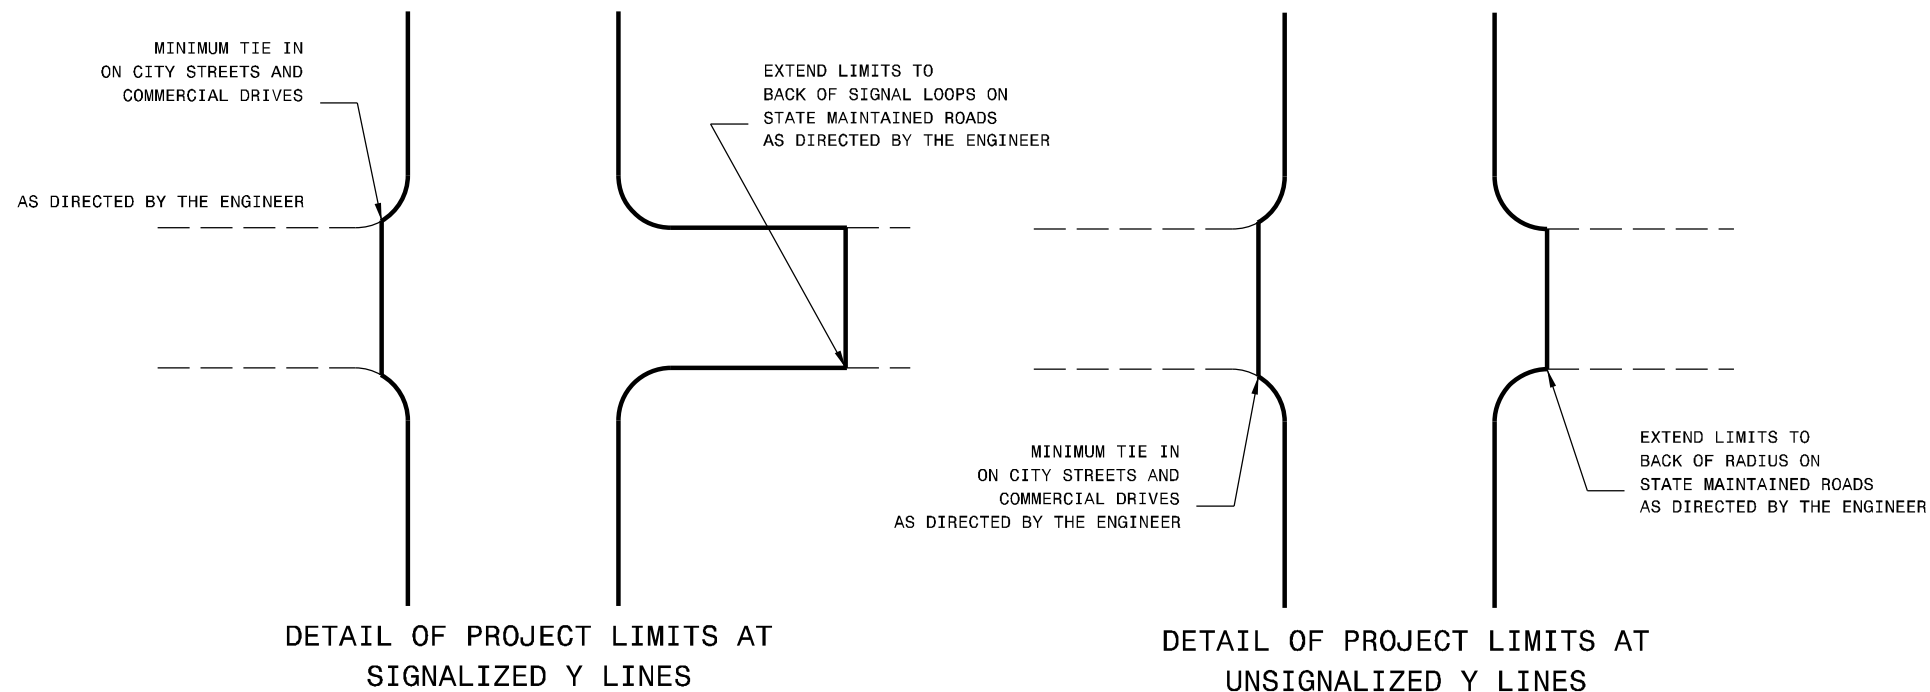 MINIMUM TIE IN
ON CITY STREETS AND
COMMERCIAL DRIVES
AS DIRECTED BY THE ENGINEER
EXTEND LIMITS TO
BACK OF SIGNAL LOOPS ON
STATE MAINTAINED ROADS
AS DIRECTED BY THE ENGINEER
DETAIL OF PROJECT LIMITS AT
SIGNALIZED Y LINES
MINIMUM TIE IN
ON CITY STREETS AND
COMMERCIAL DRIVES
AS DIRECTED BY THE ENGINEER
EXTEND LIMITS TO
BACK OF RADIUS ON
STATE MAINTAINED ROADS
AS DIRECTED BY THE ENGINEER
DETAIL OF PROJECT LIMITS AT
UNSIGNALIZED Y LINES